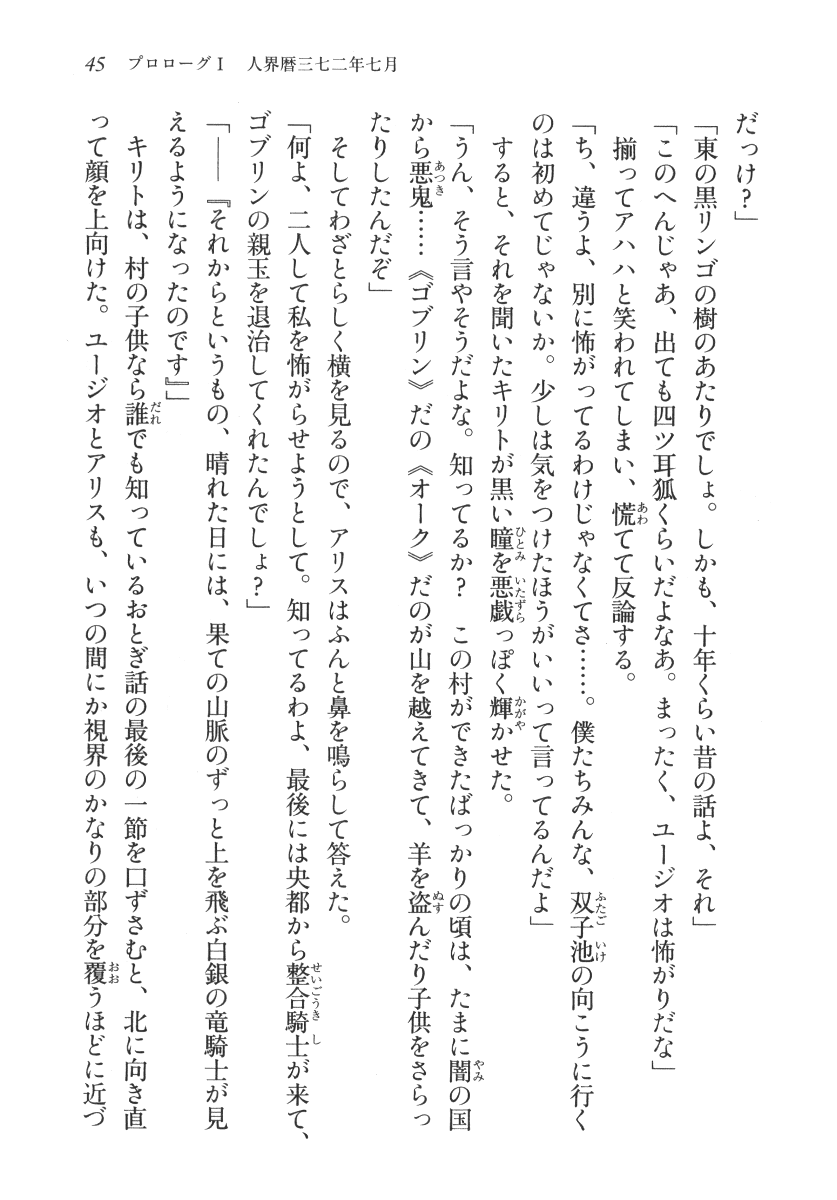 45　プロローグⅠ　人界暦三七二年七月
だっけ？」
「東の黒リンゴの樹のあたりでしょ。しかも、十年くらい昔の話よ、それ」
「このへんじゃあ、出ても四ツ耳狐くらいだよなあ。まったく、ユージオは怖がりだな」
　揃ってアハハと笑われてしまい、慌てて反論する。
「ち、違うよ、別に怖がってるわけじゃなくてさ……。僕たちみんな、双子池の向こうに行く
のは初めてじゃないか。少しは気をつけたほうがいいって言ってるんだよ」
　すると、それを聞いたキリトが黒い瞳を悪戯っぽく輝かせた。
「うん、そう言やそうだよな。知ってるか？　この村ができたばっかりの頃は、たまに闇の国
から悪鬼……《ゴブリン》だの《オーク》だのが山を越えてきて、羊を盗んだり子供をさらっ
たりしたんだぞ」
　そしてわざとらしく横を見るので、アリスはふんと鼻を鳴らして答えた。
「何よ、二人して私を怖がらせようとして。知ってるわよ、最後には央都から整合騎士が来て、
ゴブリンの親玉を退治してくれたんでしょ？」
「――『それからというもの、晴れた日には、果ての山脈のずっと上を飛ぶ白銀の竜騎士が見
えるようになったのです』」
　キリトは、村の子供なら誰でも知っているおとぎ話の最後の一節を口ずさむと、北に向き直
って顔を上向けた。ユージオとアリスも、いつの間にか視界のかなりの部分を覆うほどに近づ